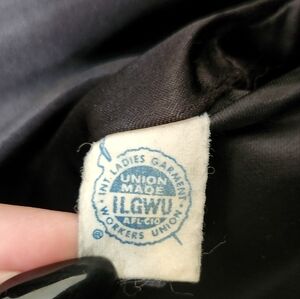 INT. LADIES GARMENT
UNION
MADE
ILGWU
AFL-CIO
WORKERS UNION
®